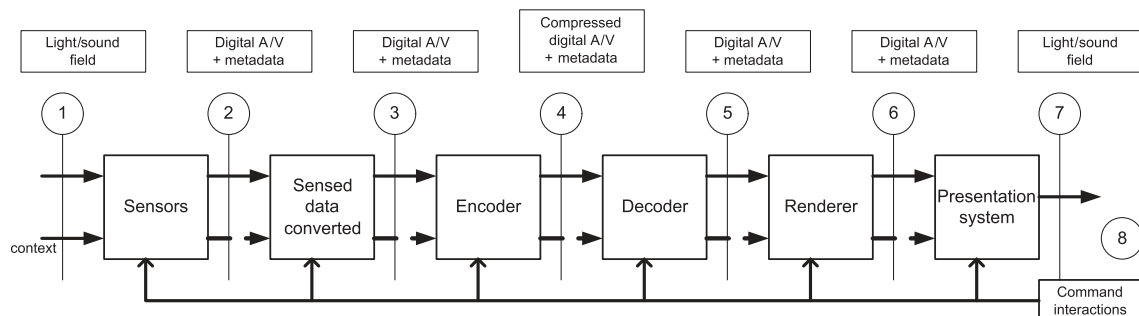 Light/sound
field
Digital A/V
+ metadata
Digital A/V
+ metadata
Compressed
digital A/V
+ metadata
Digital A/V
+ metadata
Digital A/V
+ metadata
Light/sound
field
1
2
3
4
5
6
7
Sensors
Sensed
data
converted
Encoder
Decoder
Renderer
Presentation
system
context
8
Command
interactions